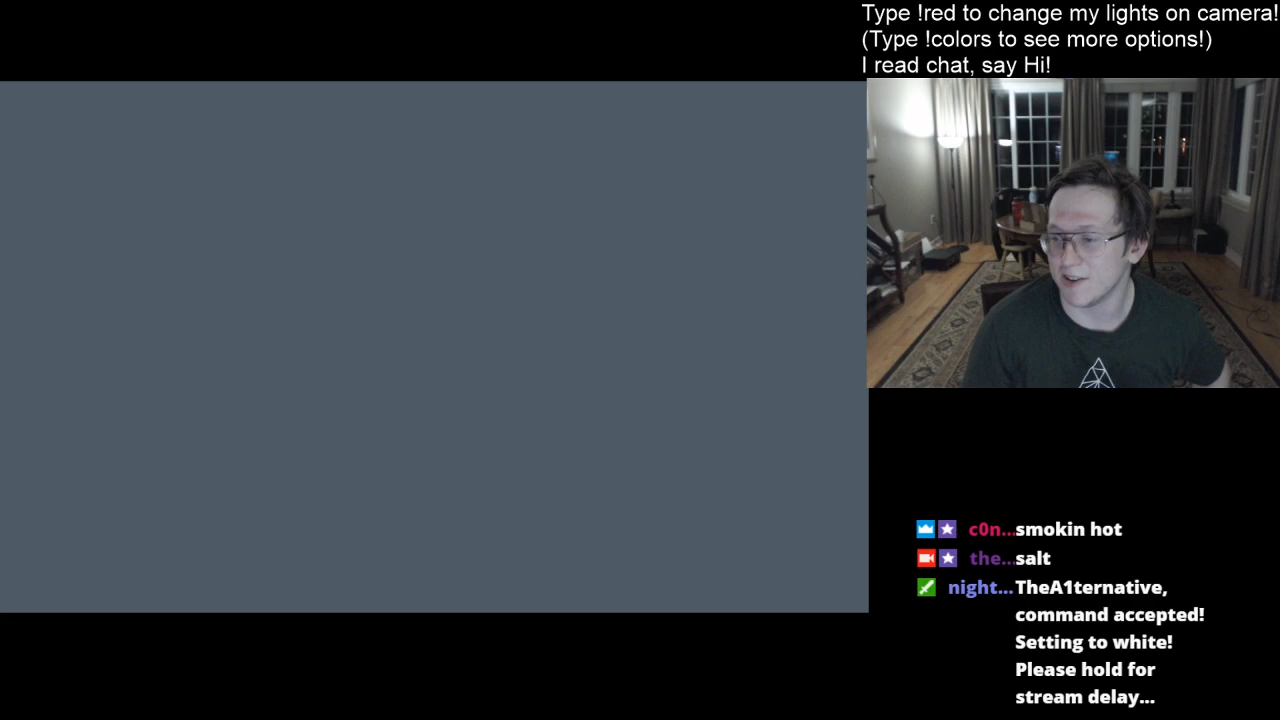 Type !red to change my lights on camera!
(Type !colors to see more options!)
I read chat, say Hi!
c0n... smokin hot
the... salt
night... TheA1ternative,
command accepted!
Setting to white!
Please hold for
stream delay...